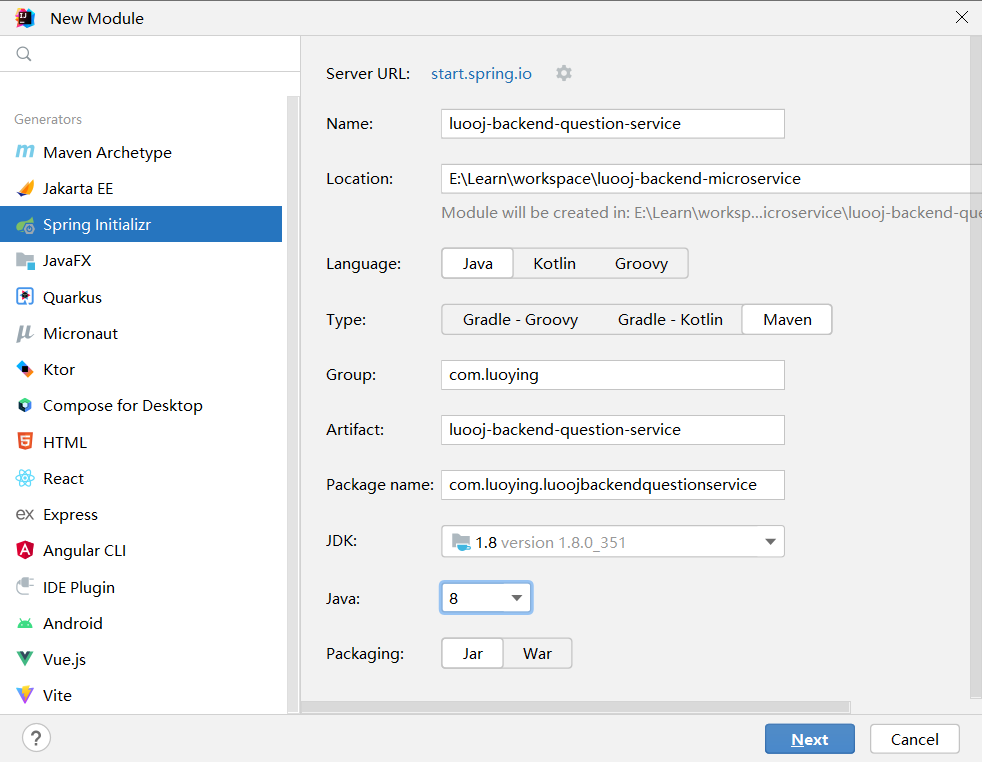 New Module
Generators
Maven Archetype
Jakarta EE
Spring Initializr
JavaFX
Quarkus
Micronaut
Ktor
Compose for Desktop
HTML
React
ex Express
Angular CLI
IDE Plugin
Android
Vue.js
Vite
Server URL: start.spring.io
Name: luooj-backend-question-service
Location: E:\Learn\workspace\luooj-backend-microservice
Module will be created in: E:\Learn\worksp...icroservice\luooj-backend-que
Language: Java Kotlin Groovy
Type: Gradle - Groovy Gradle - Kotlin Maven
Group: com.luoying
Artifact: luooj-backend-question-service
Package name: com.luoying.luoojbackendquestionservice
JDK: 1.8 version 1.8.0_351
Java: 8
Packaging: Jar War
? Next Cancel